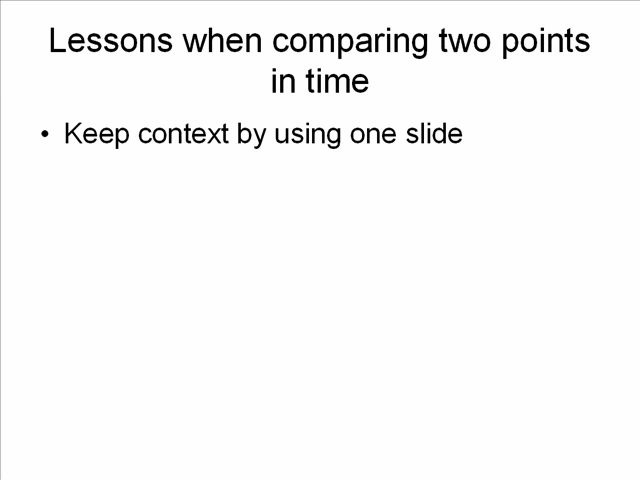 Lessons when comparing two points
in time
• Keep context by using one slide